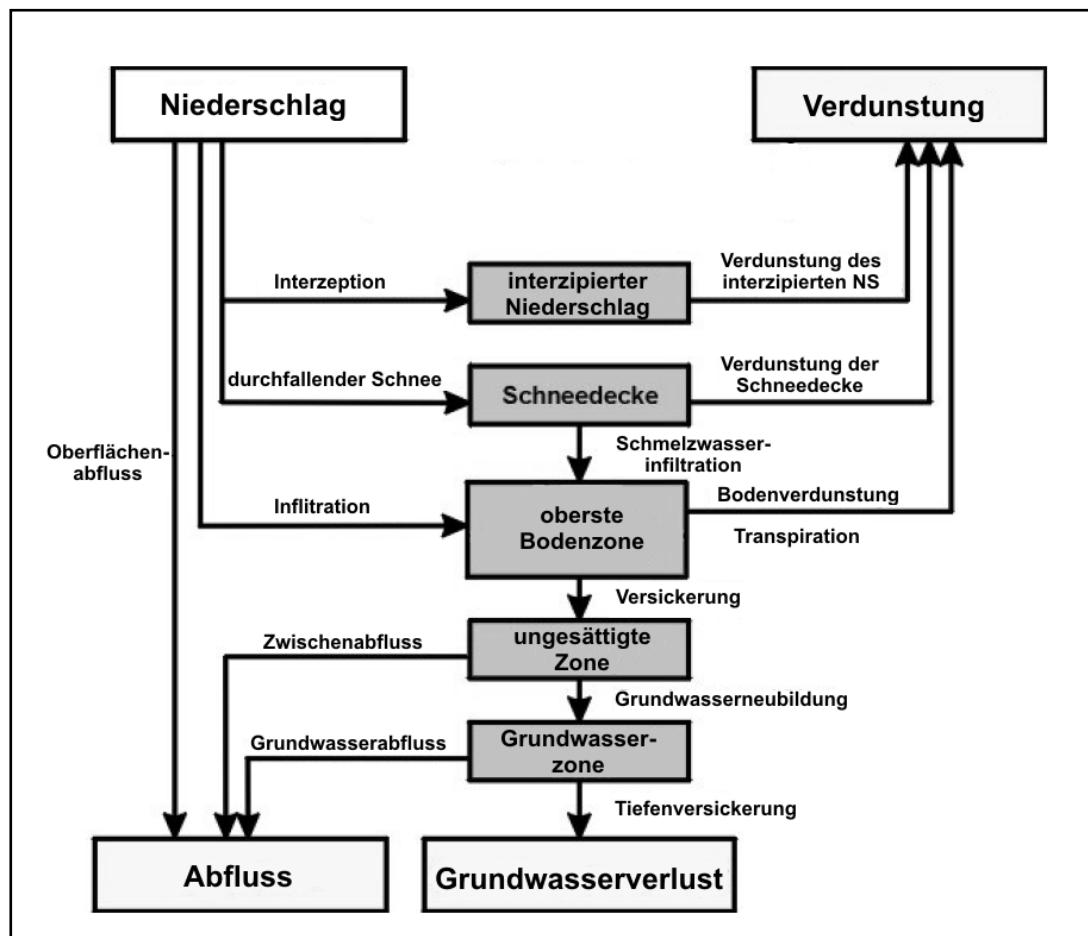 Niederschlag
Verdunstung
Interzeption
interzipierter
Niederschlag
Verdunstung des
interzipierten NS
durchfallender Schnee
Schneedecke
Verdunstung der
Schneedecke
Oberflächen-
abfluss
Schmelzwasser-
infiltration
Inflitration
oberste
Bodenzone
Bodenverdunstung
Transpiration
Versickerung
Zwischenabfluss
ungesättigte
Zone
Grundwasserneubildung
Grundwasserabfluss
Grundwasser-
zone
Tiefenversickerung
Abfluss
Grundwasserverlust